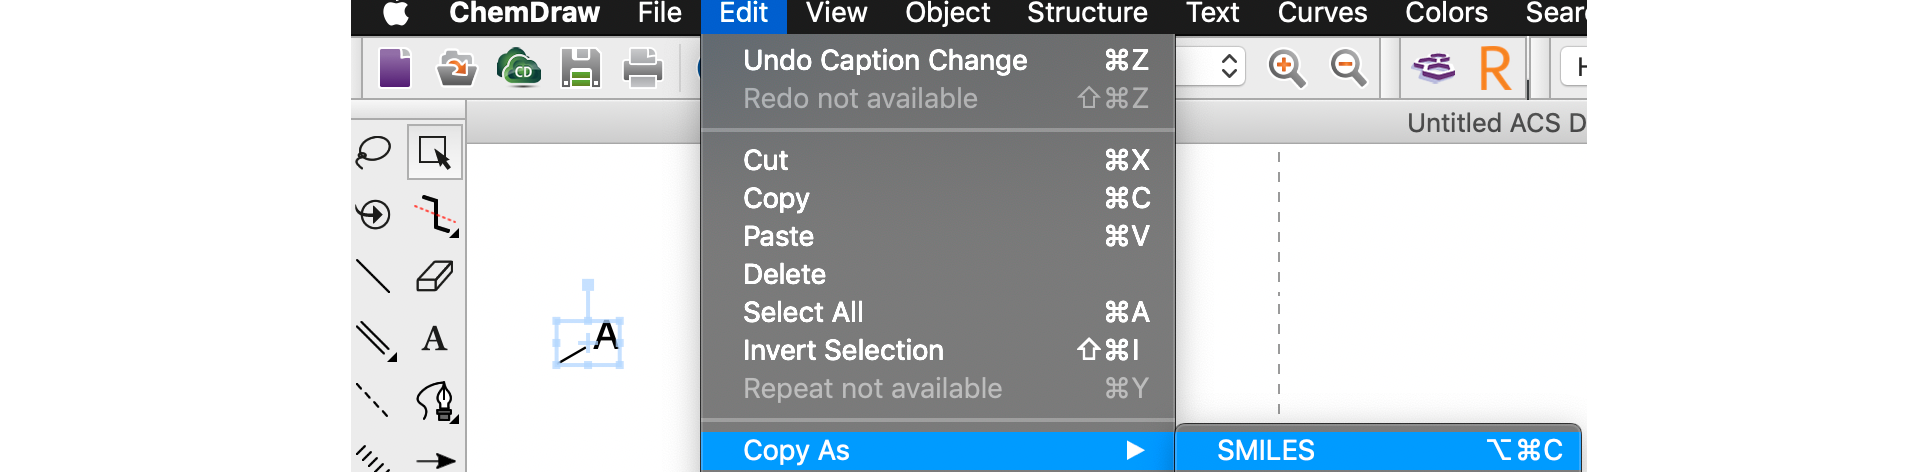 ChemDraw File Edit View Object Structure Text Curves Colors Sear
CD
R
H
Untitled ACS D
Undo Caption Change ⌘Z
Redo not available ⇧⌘Z
Cut ⌘X
Copy ⌘C
Paste ⌘V
Delete
Select All ⌘A
Invert Selection ⇧⌘I
Repeat not available ⌘Y
Copy As ▶ SMILES ⌥⌘C
A
A